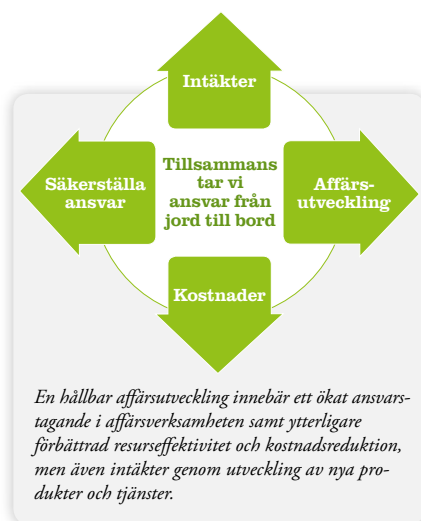 Intäkter
Säkerställa
ansvar
Tillsammans
tar vi
ansvar från
jord till bord
Affärs-
utveckling
Kostnader
En hållbar affärsutveckling innebär ett ökat ansvars-
tagande i affärsverksamheten samt ytterligare
förbättrad resurseffektivitet och kostnadsreduktion,
men även intäkter genom utveckling av nya pro-
dukter och tjänster.